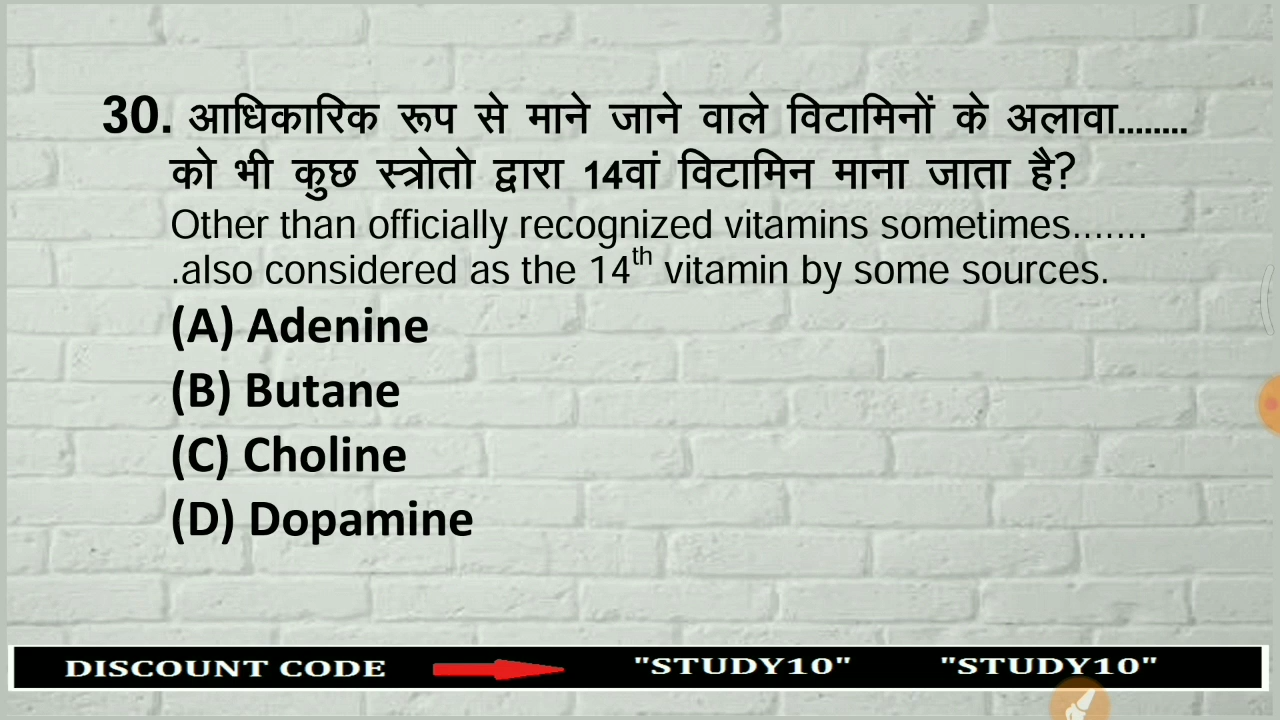 30. आधिकारिक रूप से माने जाने वाले विटामिनों के अलावा........
को भी कुछ स्त्रोतो द्वारा 14वां विटामिन माना जाता है?
Other than officially recognized vitamins sometimes.......
.also considered as the 14th vitamin by some sources.
(A) Adenine
(B) Butane
(C) Choline
(D) Dopamine
DISCOUNT CODE "STUDY10" "STUDY10"